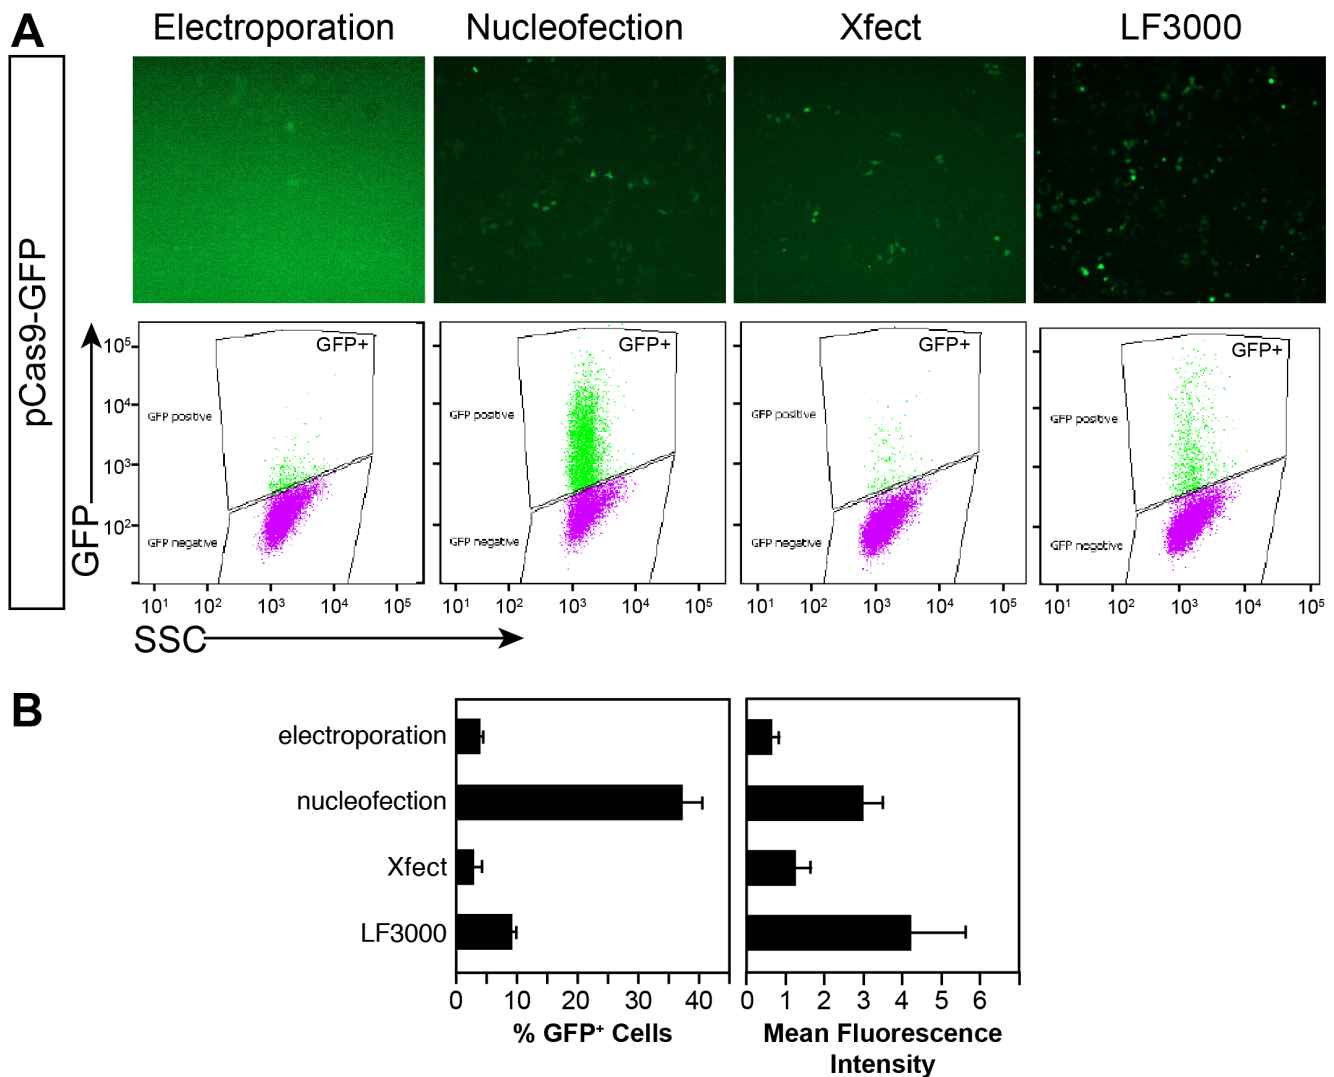 A
Electroporation
Nucleofection
Xfect
LF3000
pCas9-GFP
GFP
10⁵
10⁴
10³
10²
GFP+
GFP positive
GFP negative
10¹ 10² 10³ 10⁴ 10⁵
GFP+
GFP positive
GFP negative
10¹ 10² 10³ 10⁴ 10⁵
GFP+
GFP positive
GFP negative
10¹ 10² 10³ 10⁴ 10⁵
GFP+
GFP positive
GFP negative
10¹ 10² 10³ 10⁴ 10⁵
SSC
B
electroporation
nucleofection
Xfect
LF3000
0 10 20 30 40
% GFP⁺ Cells
0 1 2 3 4 5 6
Mean Fluorescence
Intensity